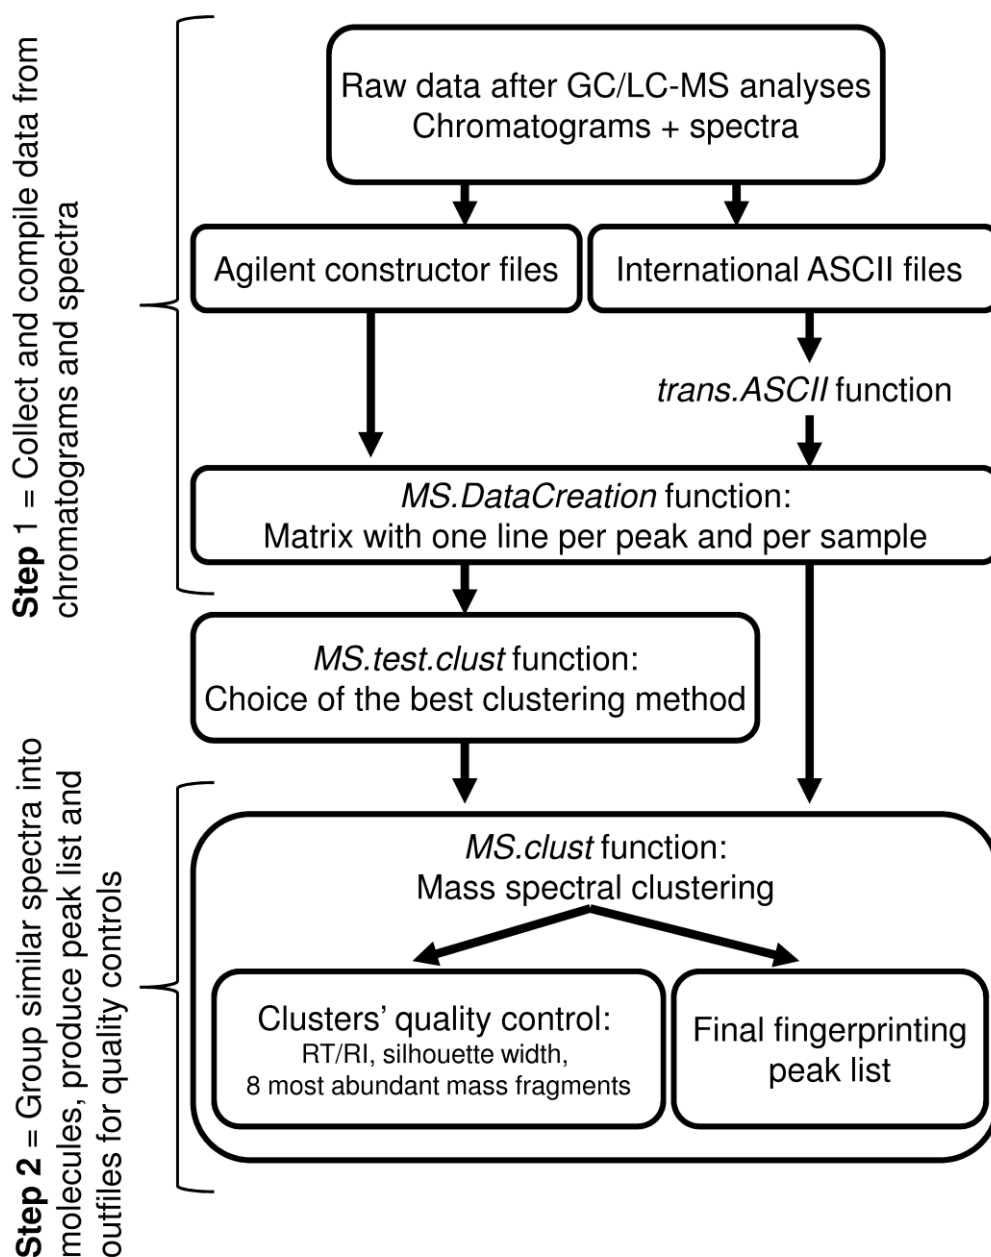 Step 1 = Collect and compile data from
chromatograms and spectra
Raw data after GC/LC-MS analyses
Chromatograms + spectra
Agilent constructor files
International ASCII files
trans.ASCII function
MS.DataCreation function:
Matrix with one line per peak and per sample
MS.test.clust function:
Choice of the best clustering method
Step 2 = Group similar spectra into
molecules, produce peak list and
outfiles for quality controls
MS.clust function:
Mass spectral clustering
Clusters’ quality control:
RT/RI, silhouette width,
8 most abundant mass fragments
Final fingerprinting
peak list